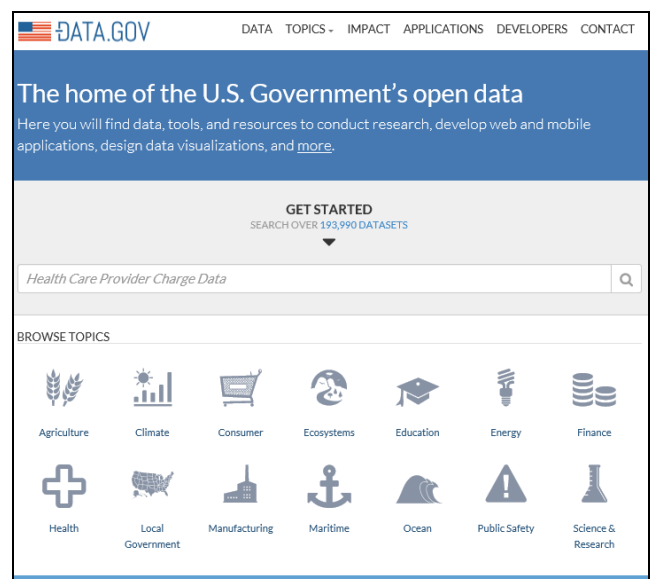 DATA.GOV
DATA TOPICS IMPACT APPLICATIONS DEVELOPERS CONTACT
The home of the U.S. Government's open data
Here you will find data, tools, and resources to conduct research, develop web and mobile
applications, design data visualizations, and more.
GET STARTED
SEARCH OVER 193,990 DATASETS
Health Care Provider Charge Data
BROWSE TOPICS
Agriculture Climate Consumer Ecosystems Education Energy Finance
Health Local Manufacturing Maritime Ocean Public Safety Science &
Government Research